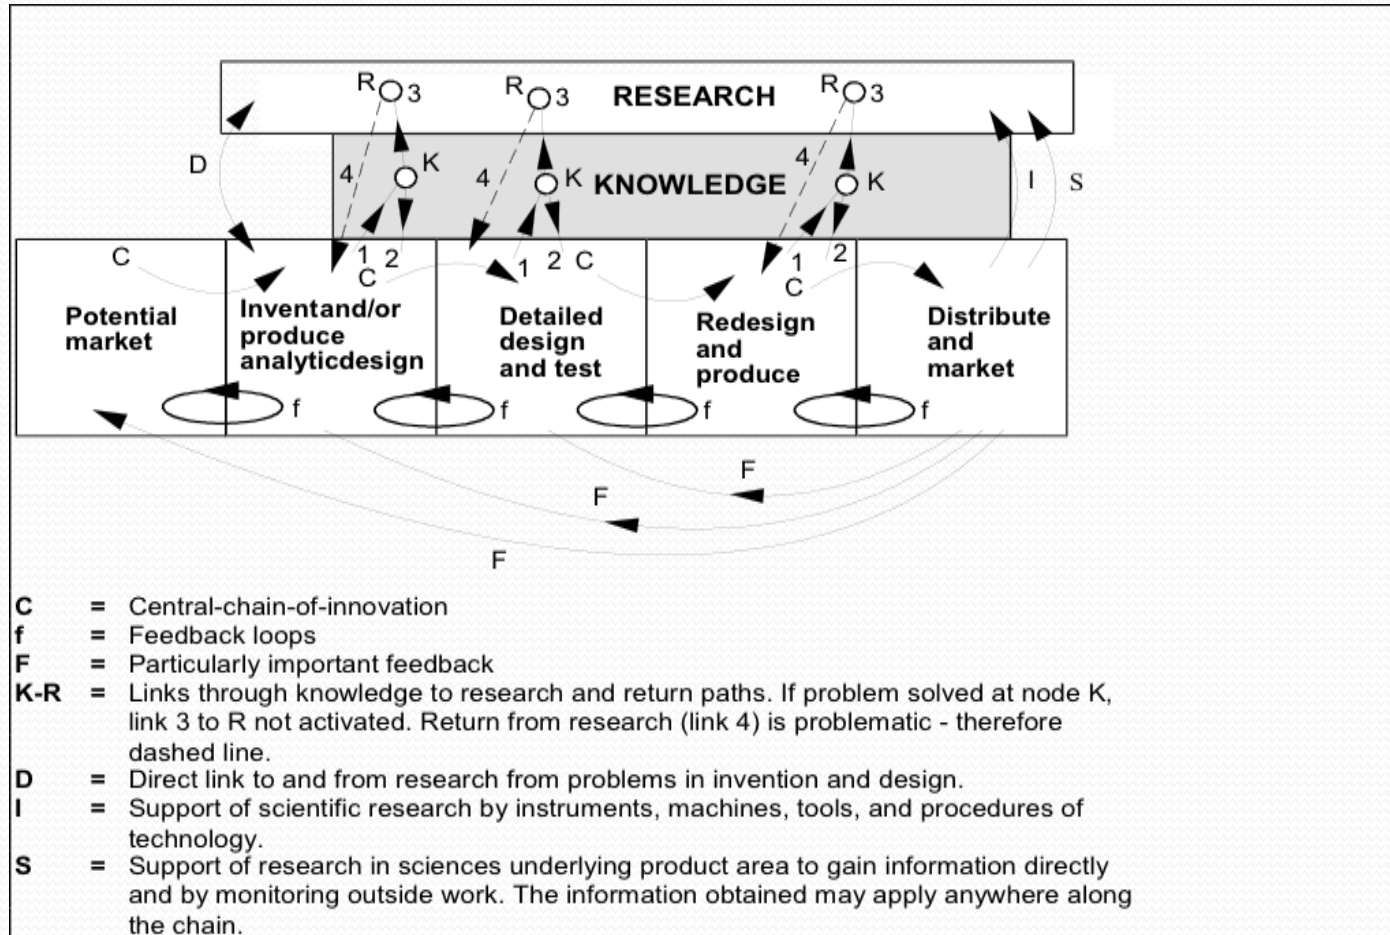 R 3 R 3 RESEARCH R 3
D 4 K 4 K KNOWLEDGE 4 K I S
C 1 2 1 2 C 1 2
C C
Potential
market
Inventand/or
produce
analyticdesign
Detailed
design
and test
Redesign
and
produce
Distribute
and
market
f f f f
F
F
F
C = Central-chain-of-innovation
f = Feedback loops
F = Particularly important feedback
K-R = Links through knowledge to research and return paths. If problem solved at node K,
link 3 to R not activated. Return from research (link 4) is problematic - therefore
dashed line.
D = Direct link to and from research from problems in invention and design.
I = Support of scientific research by instruments, machines, tools, and procedures of
technology.
S = Support of research in sciences underlying product area to gain information directly
and by monitoring outside work. The information obtained may apply anywhere along
the chain.